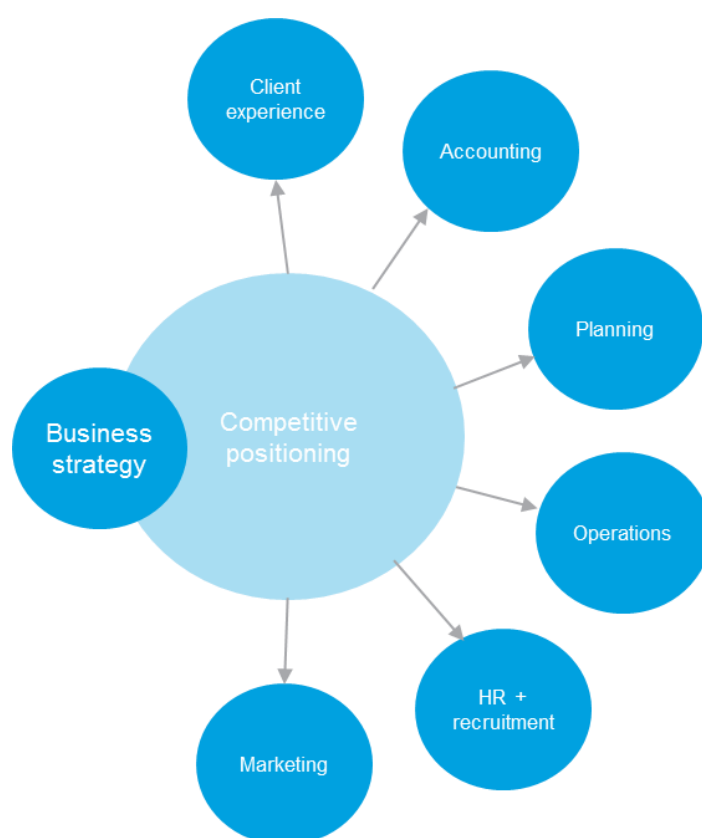 Client
experience
Accounting
Planning
Competitive
positioning
Business
strategy
Operations
HR +
recruitment
Marketing